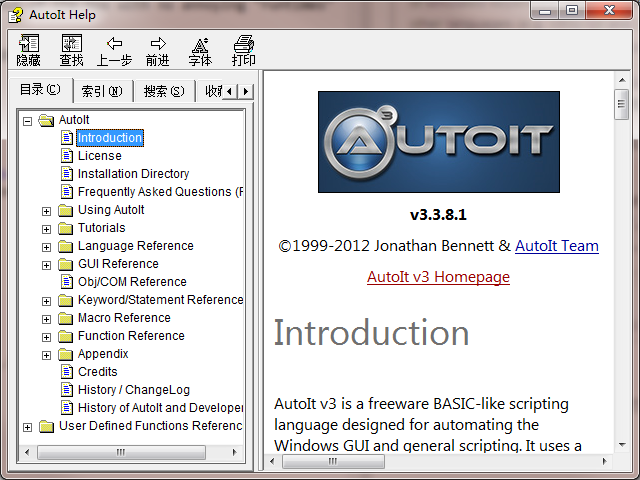 AutoIt Help
隐藏
查找
上一步
前进
字体
打印
目录(C)
索引(N)
搜索(S)
AutoIt
Introduction
License
Installation Directory
Frequently Asked Questions (F
Using AutoIt
Tutorials
Language Reference
GUI Reference
Obj/COM Reference
Keyword/Statement Reference
Macro Reference
Function Reference
Appendix
Credits
History / ChangeLog
History of AutoIt and Developer
User Defined Functions Referenc
AUTOIT
3
v3.3.8.1
©1999-2012 Jonathan Bennett & AutoIt Team
AutoIt v3 Homepage
Introduction
AutoIt v3 is a freeware BASIC-like scripting
language designed for automating the
Windows GUI and general scripting. It uses a